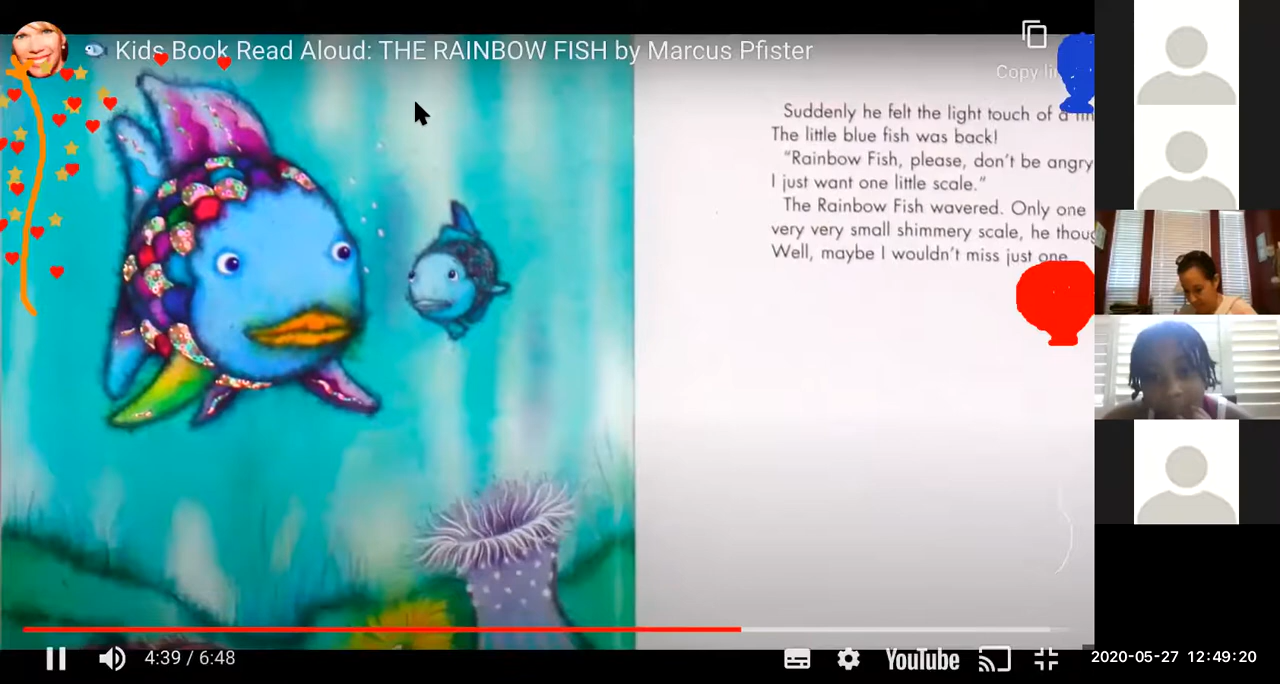 Kids Book Read Aloud: THE RAINBOW FISH by Marcus Pfister
Copy
Suddenly he felt the light touch of a
The little blue fish was back!
"Rainbow Fish, please, don't be angry
I just want one little scale."
The Rainbow Fish wavered. Only one
very very small shimmery scale, he
Well, maybe I wouldn't miss just one.
4:39 / 6:48
YouTube
2020-05-27 12:49:20